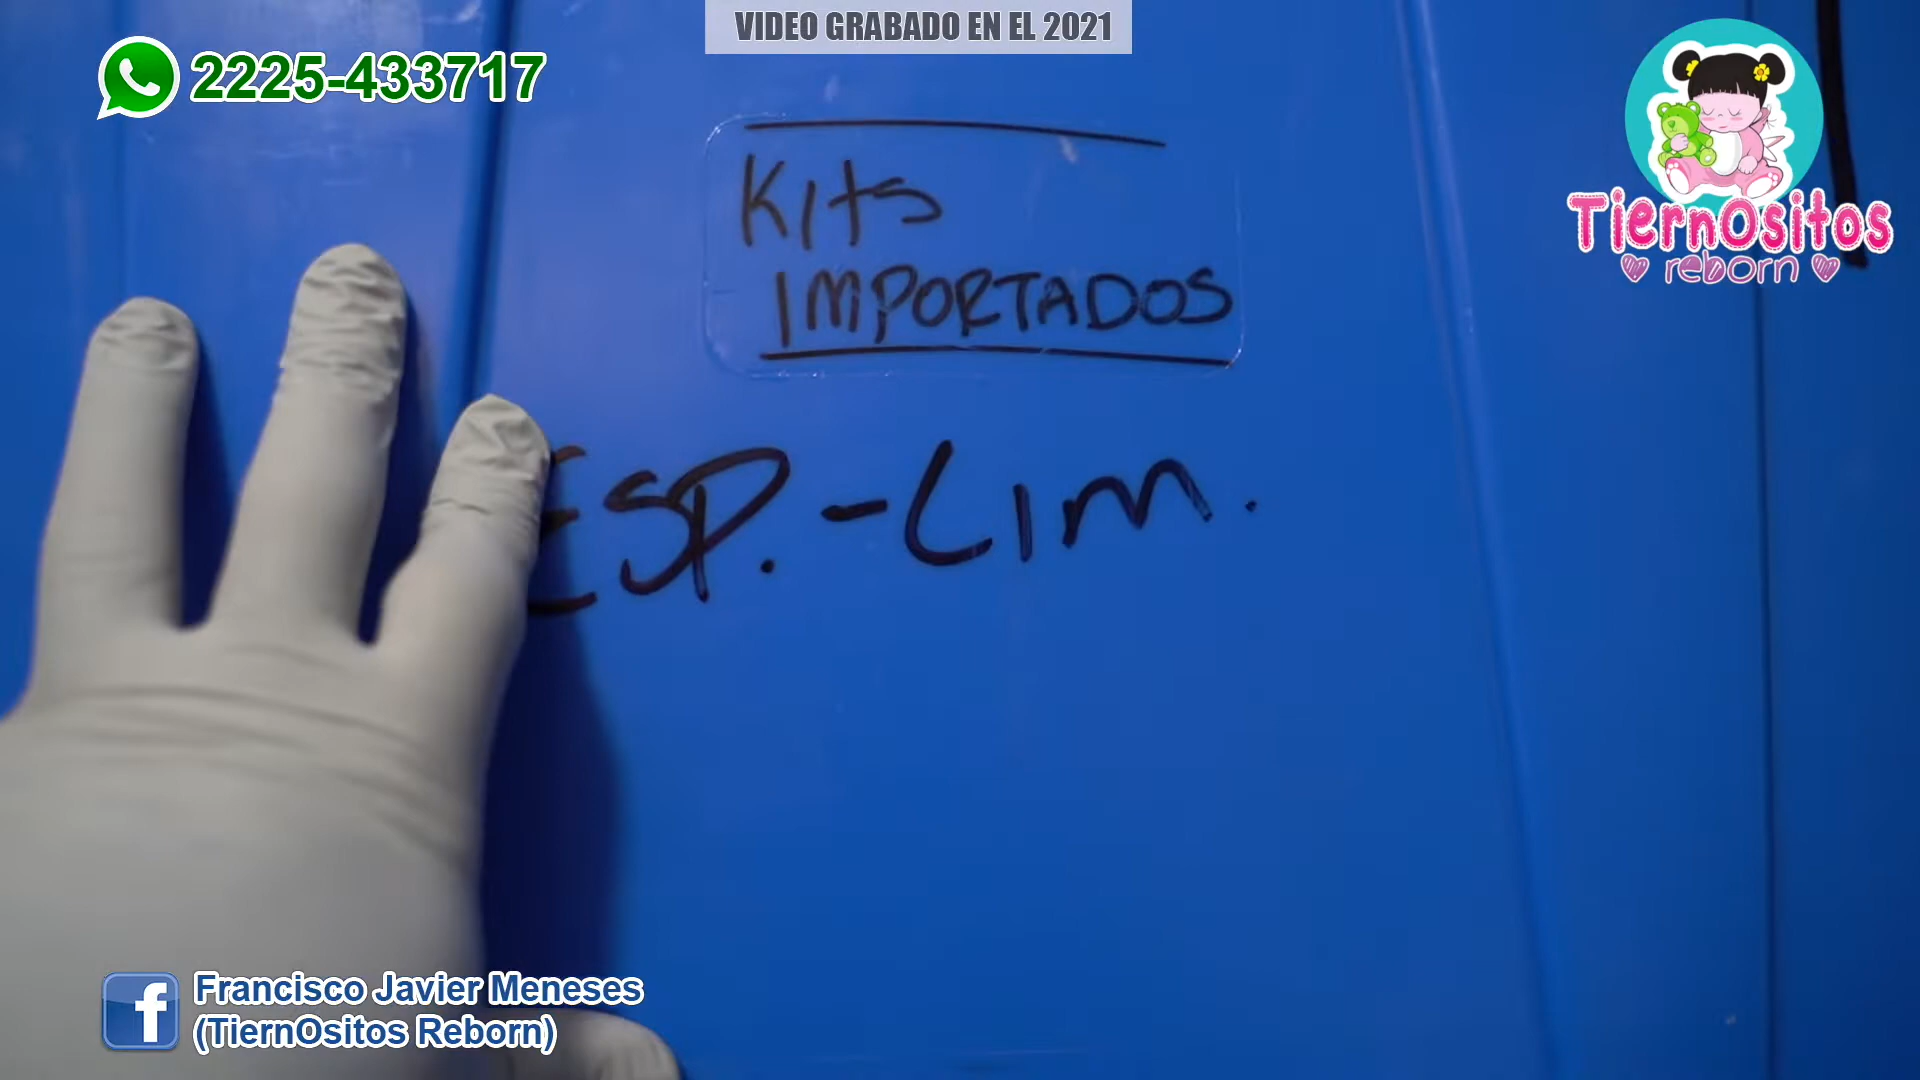 VIDEO GRABADO EN EL 2021
2225-433717
TiernOsitos
reborn
Kits
IMPORTADOS
ESP.-LIM.
Francisco Javier Meneses
(TiernOsitos Reborn)